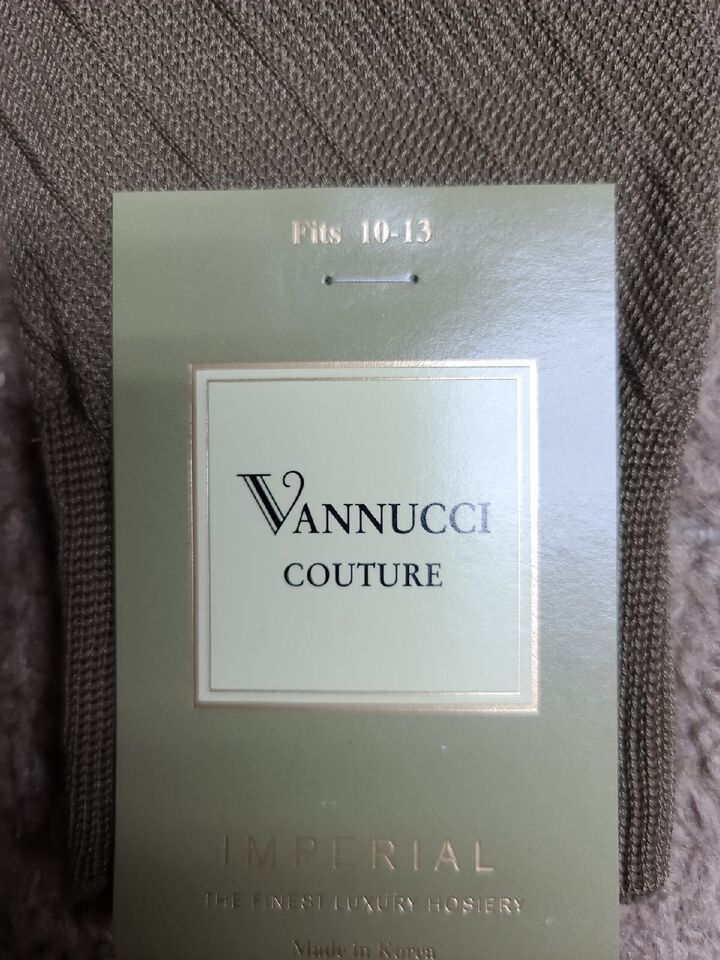 Fits 10-13
VANNUCCI
COUTURE
IMPERIAL
THE FINEST LUXURY HOSIERY
Made in Korea